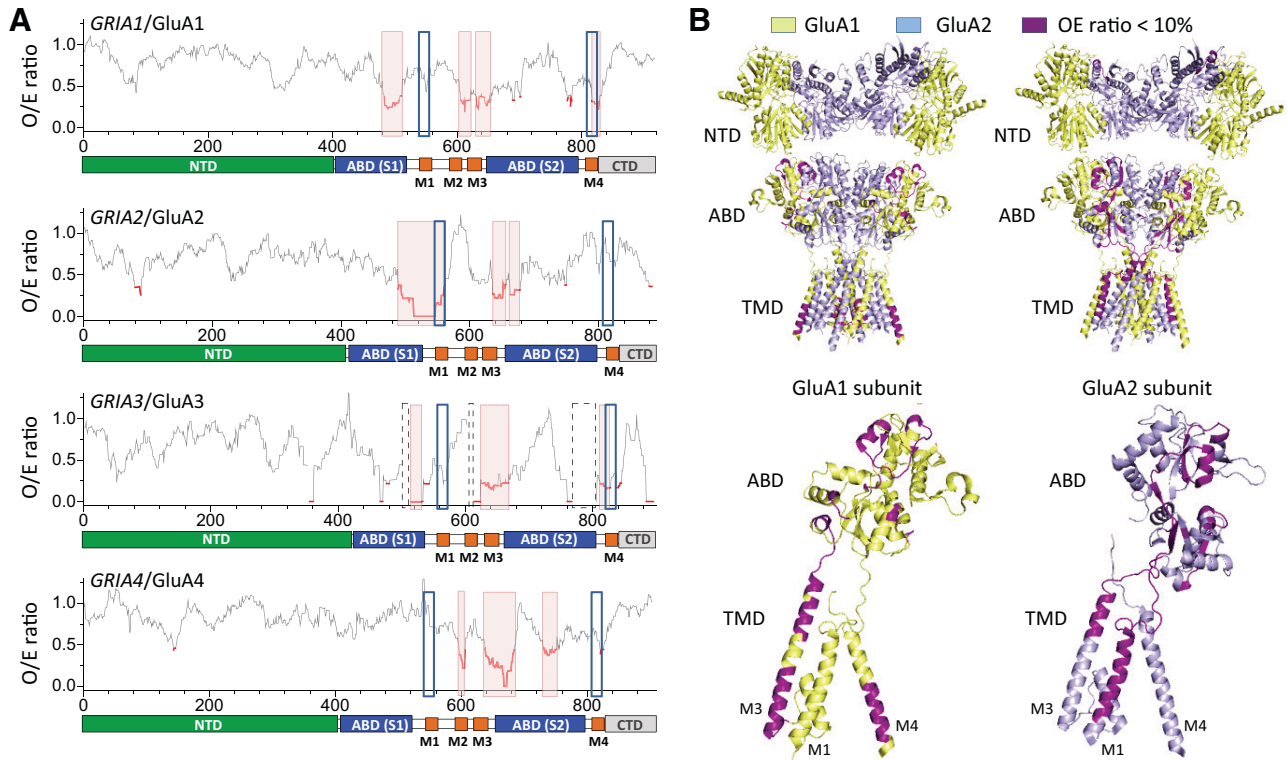 A
GRIA1/GluA1
O/E ratio
1.0
0.5
0.0
0 200 400 600 800
NTD ABD (S1) ABD (S2) CTD
M1 M2 M3 M4
GRIA2/GluA2
O/E ratio
1.0
0.5
0.0
0 200 400 600 800
NTD ABD (S1) ABD (S2) CTD
M1 M2 M3 M4
GRIA3/GluA3
O/E ratio
1.0
0.5
0.0
0 200 400 600 800
NTD ABD (S1) ABD (S2) CTD
M1 M2 M3 M4
GRIA4/GluA4
O/E ratio
1.0
0.5
0.0
0 200 400 600 800
NTD ABD (S1) ABD (S2) CTD
M1 M2 M3 M4
B
GluA1 GluA2 OE ratio < 10%
NTD NTD
ABD ABD
TMD TMD
GluA1 subunit GluA2 subunit
ABD ABD
TMD TMD
M3 M4 M3 M4
M1 M1